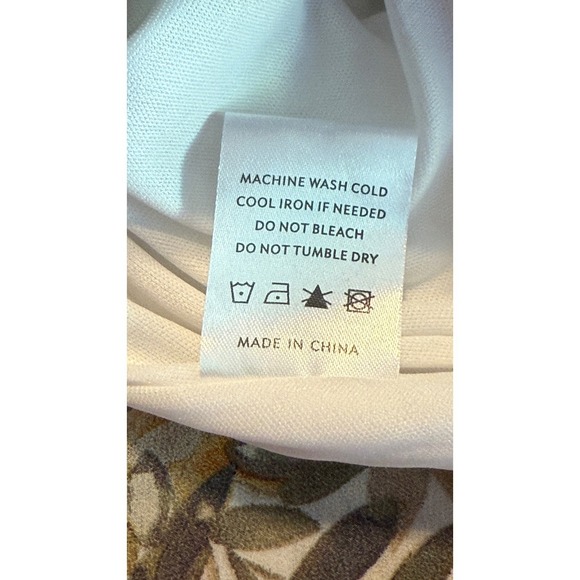 MACHINE WASH COLD
COOL IRON IF NEEDED
DO NOT BLEACH
DO NOT TUMBLE DRY
MADE IN CHINA